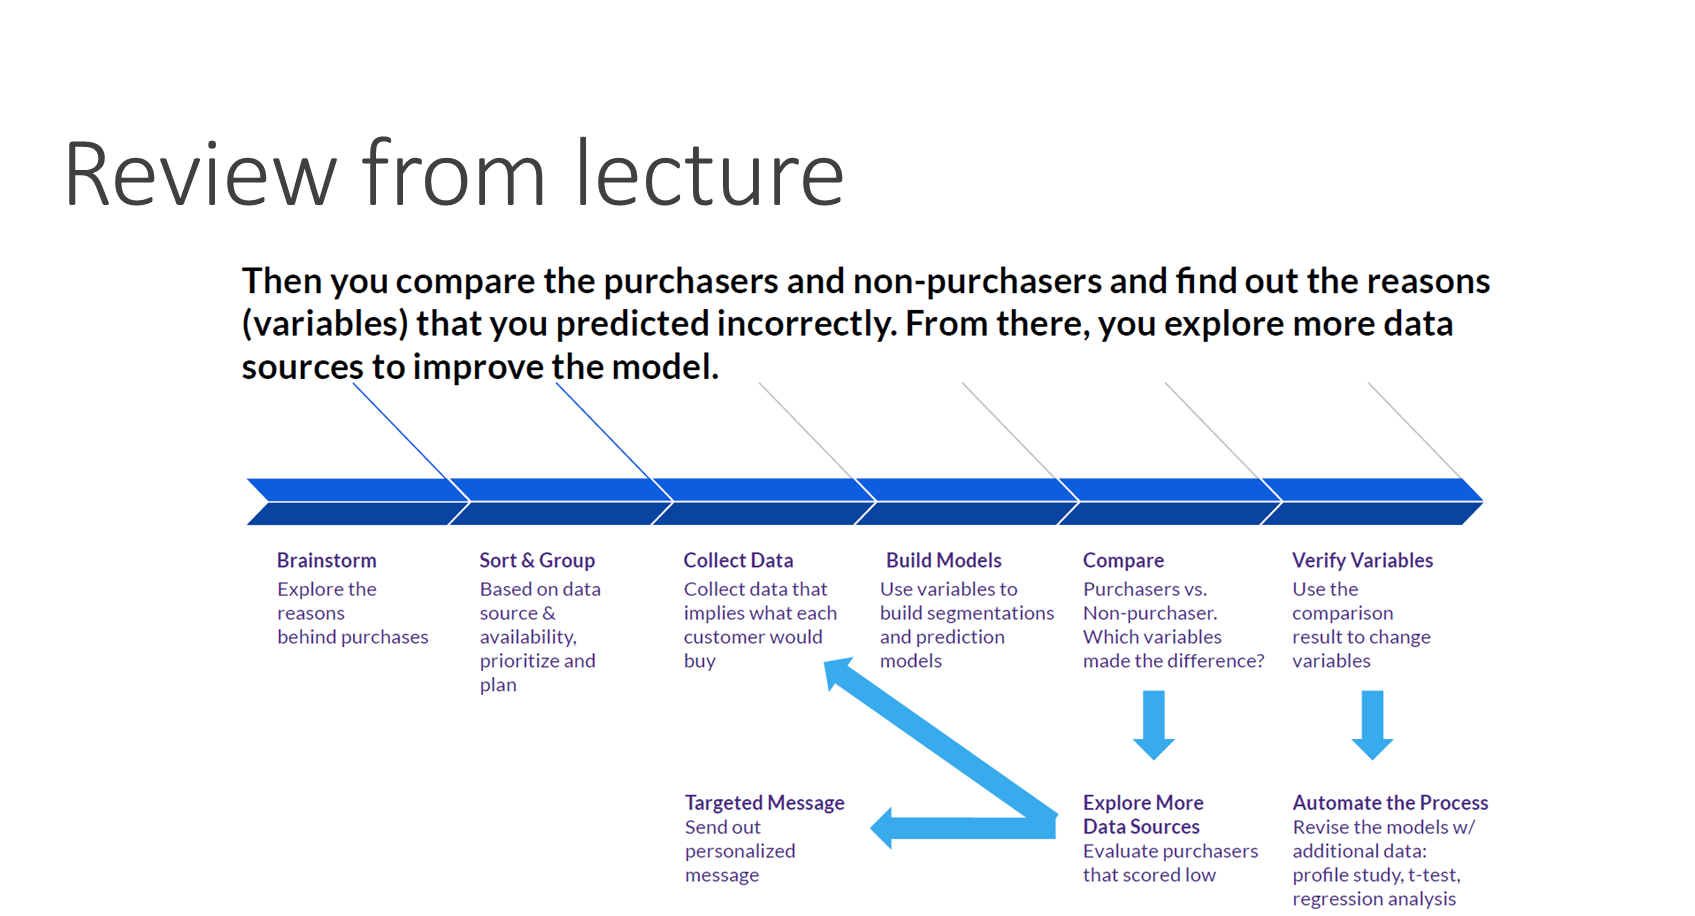 Review from lecture
Then you compare the purchasers and non-purchasers and find out the reasons
(variables) that you predicted incorrectly. From there, you explore more data
sources to improve the model.
Brainstorm
Explore the
reasons
behind purchases
Sort & Group
Based on data
source &
availability,
prioritize and
plan
Collect Data
Collect data that
implies what each
customer would
buy
Build Models
Use variables to
build segmentations
and prediction
models
Compare
Purchasers vs.
Non-purchaser.
Which variables
made the difference?
Verify Variables
Use the
comparison
result to change
variables
Targeted Message
Send out
personalized
message
Explore More
Data Sources
Evaluate purchasers
that scored low
Automate the Process
Revise the models w/
additional data:
profile study, t-test,
regression analysis